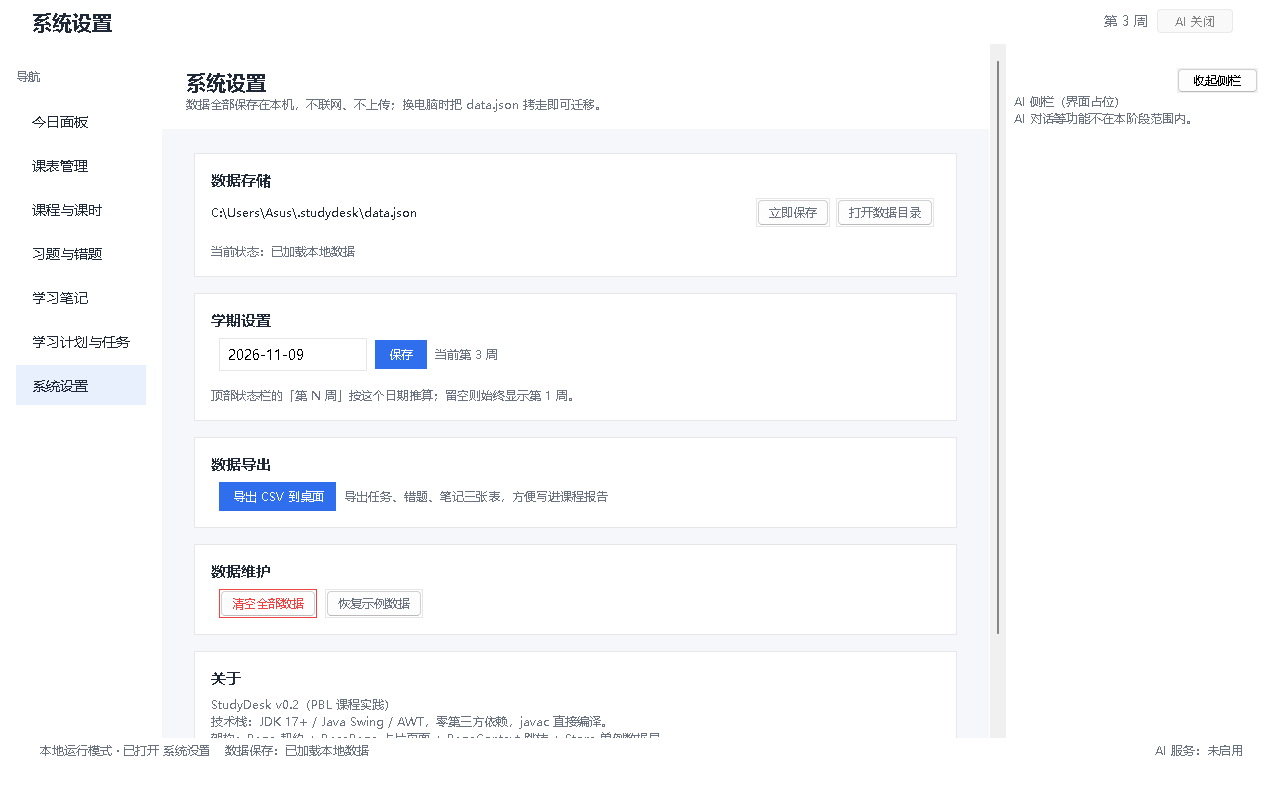 系统设置
第 3 周
AI 关闭
导航
今日面板
课表管理
课程与课时
习题与错题
学习笔记
学习计划与任务
系统设置
系统设置
数据全部保存在本机，不联网、不上传；换电脑时把 data.json 拷走即可迁移。
数据存储
C:\Users\Asus\.studydesk\data.json
立即保存
打开数据目录
当前状态：已加载本地数据
学期设置
2026-11-09
保存
当前第 3 周
顶部状态栏的「第 N 周」按这个日期推算；留空则始终显示第 1 周。
数据导出
导出 CSV 到桌面
导出任务、错题、笔记三张表，方便写进课程报告
数据维护
清空全部数据
恢复示例数据
关于
StudyDesk v0.2（PBL 课程实践）
技术栈：JDK 17+ / Java Swing / AWT，零第三方依赖，javac 直接编译。
收起侧栏
AI 侧栏（界面占位）
AI 对话等功能不在本阶段范围内。
本地运行模式 · 已打开 系统设置
数据保存：已加载本地数据
AI 服务：未启用